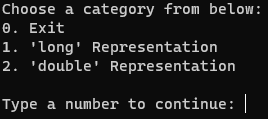 Choose a category from below:
0. Exit
1. 'long' Representation
2. 'double' Representation
Type a number to continue: